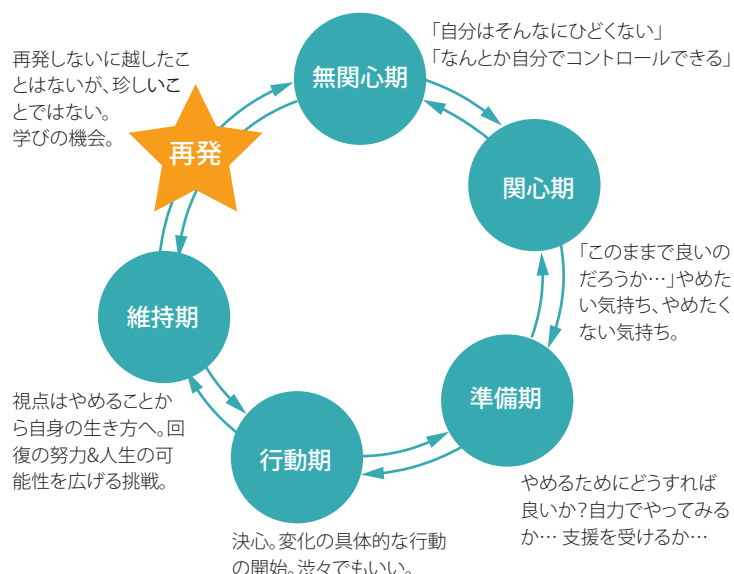 無関心期
「自分はそんなにひどくない」
「なんとか自分でコントロールできる」
関心期
「このままで良いの
だろうか…」やめた
い気持ち、やめたく
ない気持ち。
準備期
やめるためにどうすれば
良いか？自力でやってみる
か… 支援を受けるか…
行動期
決心。変化の具体的な行動
の開始。渋々でもいい。
維持期
視点はやめることか
ら自身の生き方へ。回
復の努力&人生の可
能性を広げる挑戦。
再発
再発しないに越したこ
とはないが、珍しいこ
とではない。
学びの機会。